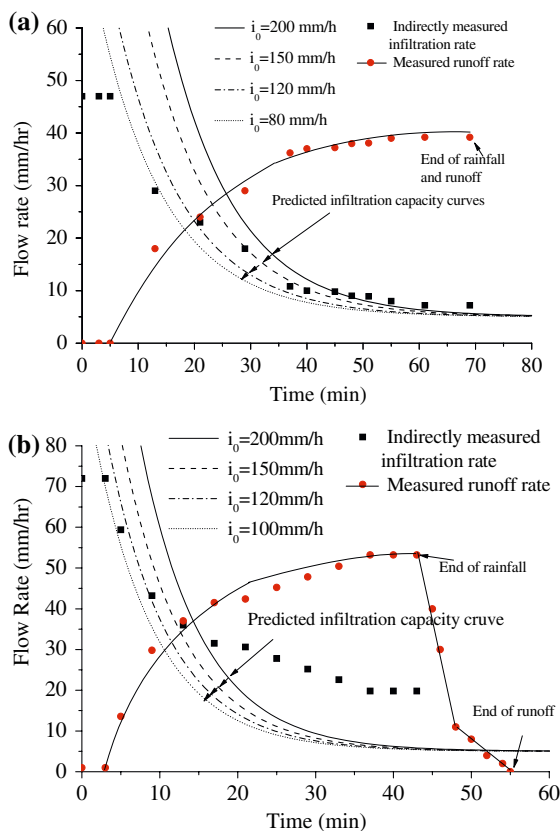 (a)
60
50
40
30
20
10
0
Flow rate (mm/hr)
i0=200 mm/h
i0=150 mm/h
i0=120 mm/h
i0=80 mm/h
Indirectly measured
infiltration rate
Measured runoff rate
End of rainfall
and runoff
Predicted infiltration capacity curves
0 10 20 30 40 50 60 70 80
Time (min)
(b)
80
70
60
50
40
30
20
10
0
Flow Rate (mm/hr)
i0=200mm/h
i0=150mm/h
i0=120mm/h
i0=100mm/h
Indirectly measured
infiltration rate
Measured runoff rate
End of rainfall
Predicted infiltration capacity cruve
End of runoff
0 10 20 30 40 50 60
Time (min)